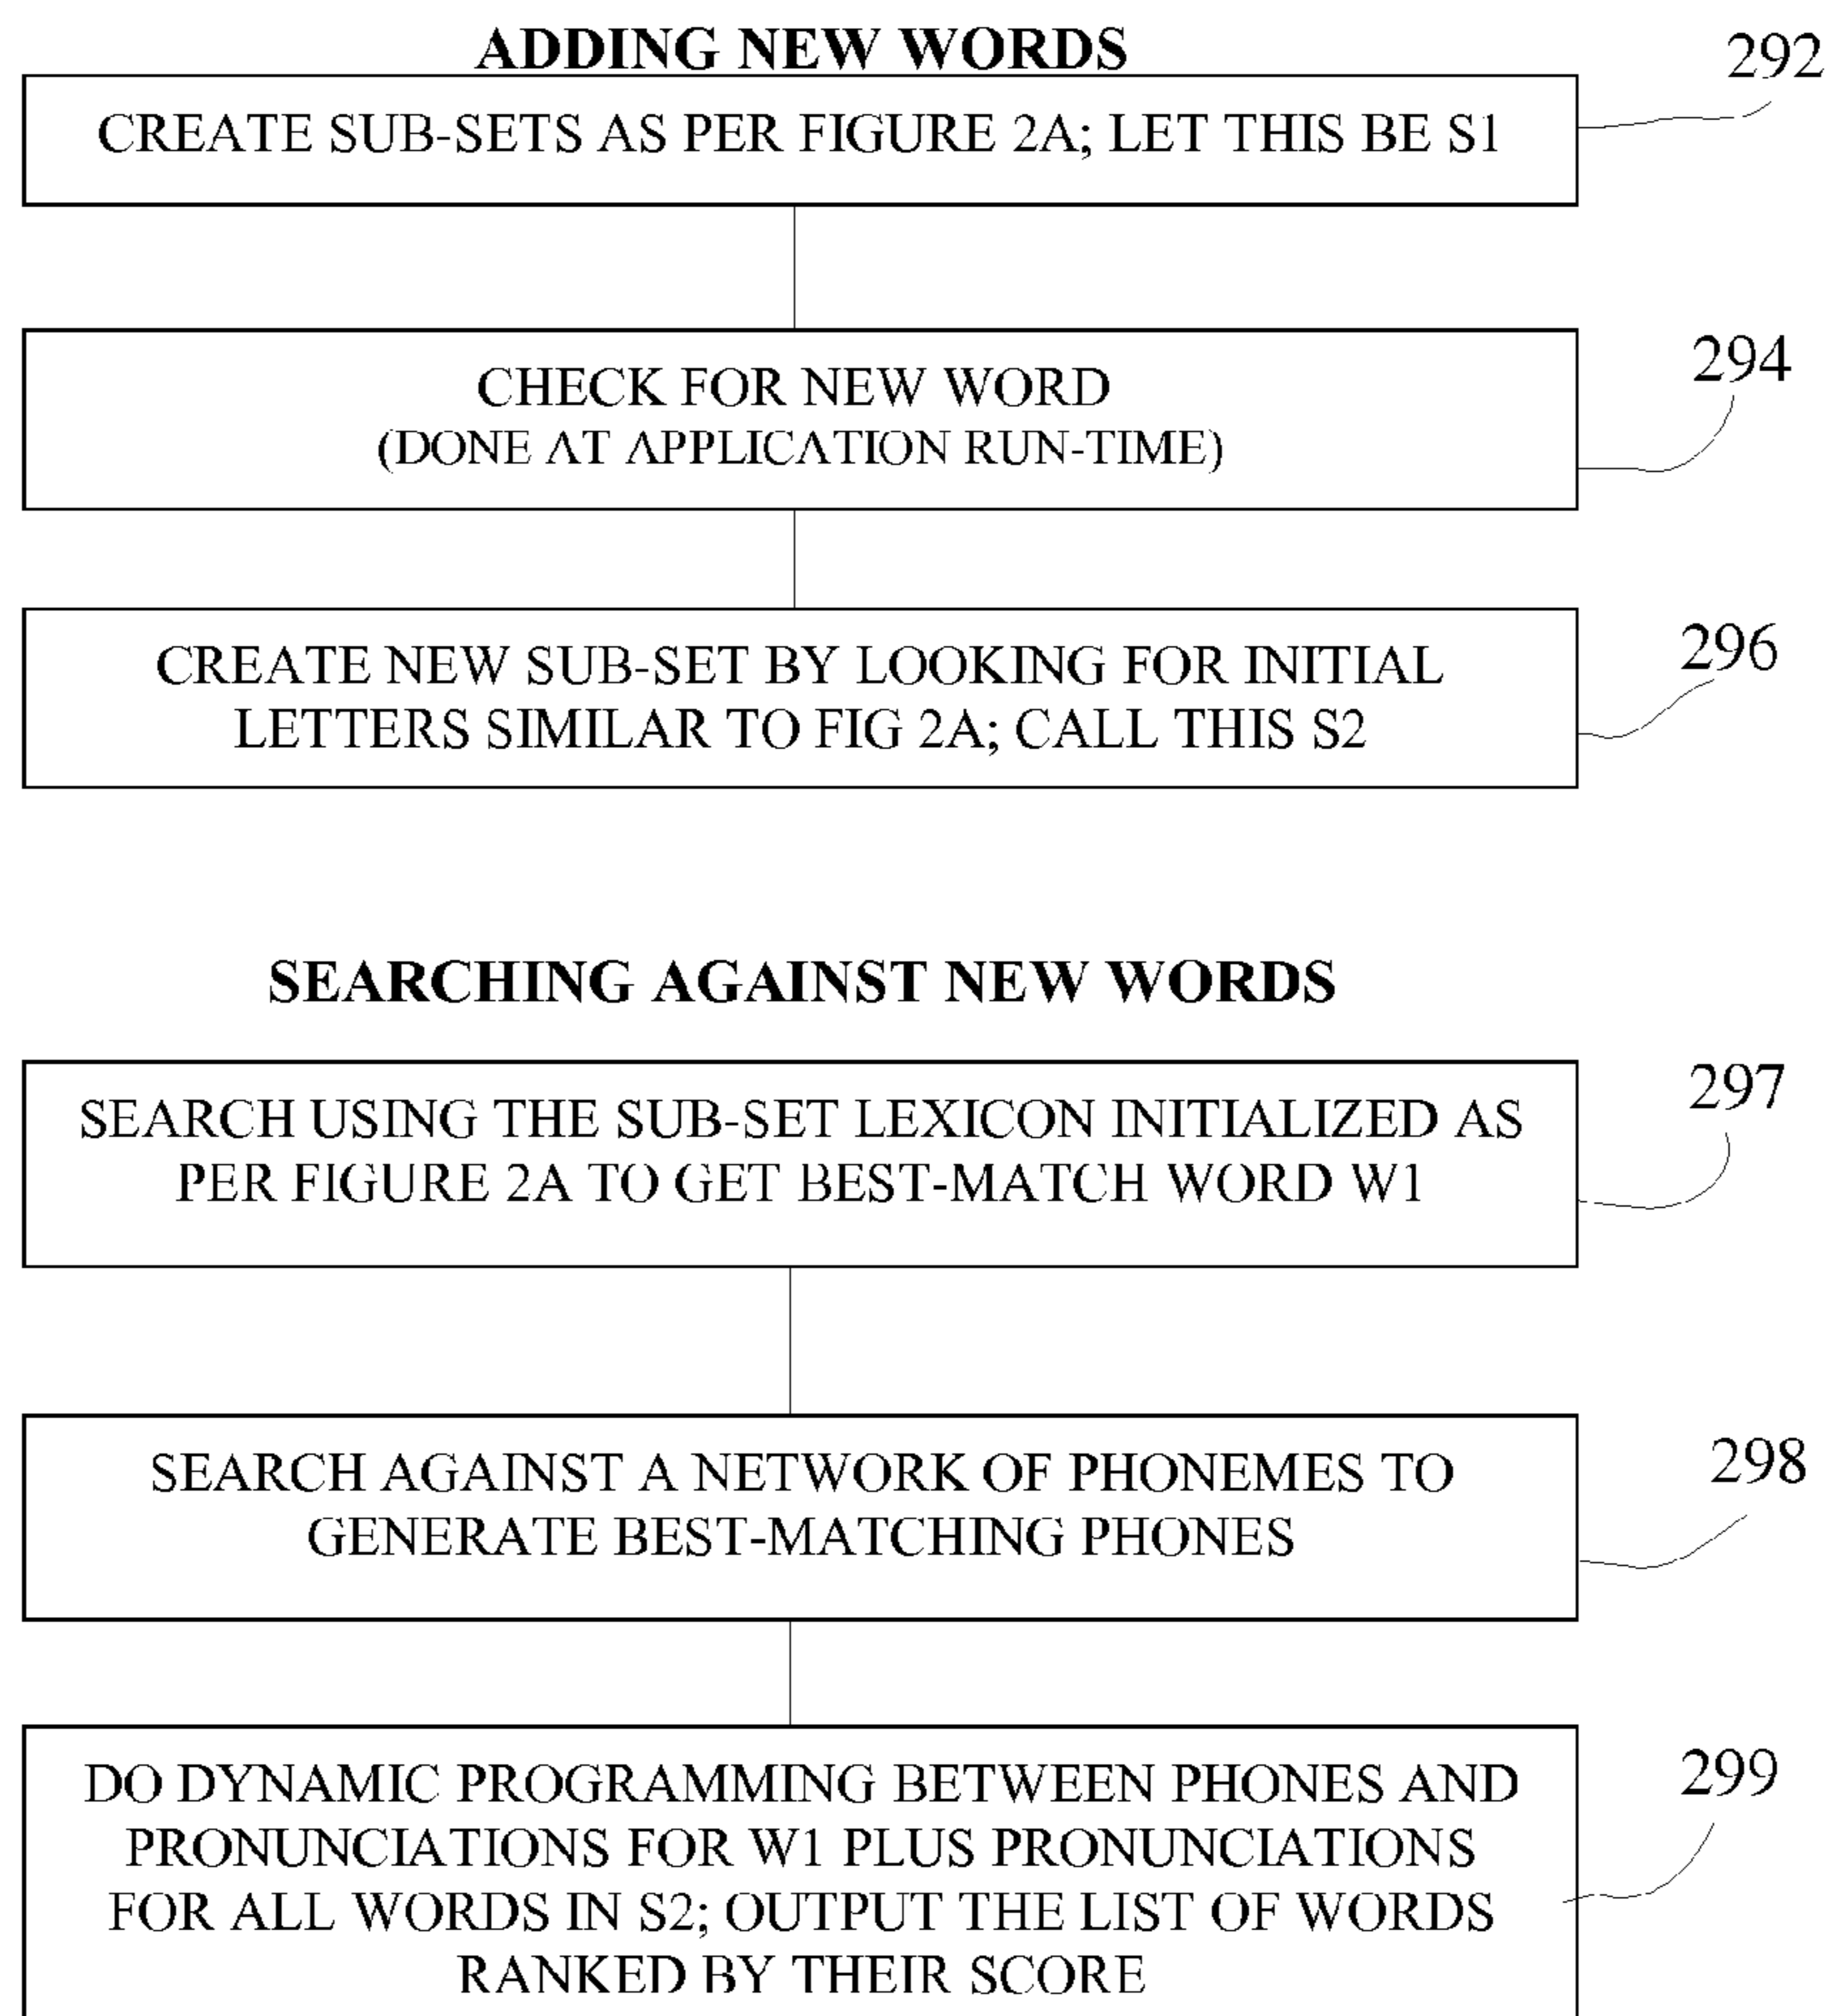 ADDING NEW WORDS
292
CREATE SUB-SETS AS PER FIGURE 2A; LET THIS BE S1
294
CHECK FOR NEW WORD
(DONE AT APPLICATION RUN-TIME)
296
CREATE NEW SUB-SET BY LOOKING FOR INITIAL
LETTERS SIMILAR TO FIG 2A; CALL THIS S2
SEARCHING AGAINST NEW WORDS
297
SEARCH USING THE SUB-SET LEXICON INITIALIZED AS
PER FIGURE 2A TO GET BEST-MATCH WORD W1
298
SEARCH AGAINST A NETWORK OF PHONEMES TO
GENERATE BEST-MATCHING PHONES
299
DO DYNAMIC PROGRAMMING BETWEEN PHONES AND
PRONUNCIATIONS FOR W1 PLUS PRONUNCIATIONS
FOR ALL WORDS IN S2; OUTPUT THE LIST OF WORDS
RANKED BY THEIR SCORE